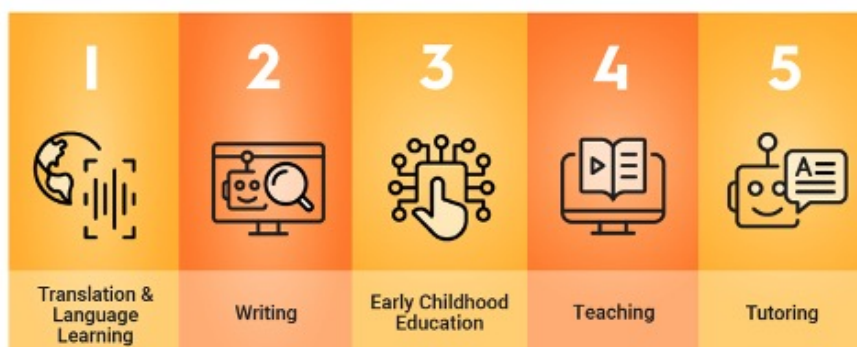 1
2
3
4
5
A
Translation &
Language
Learning
Writing
Early Childhood
Education
Teaching
Tutoring